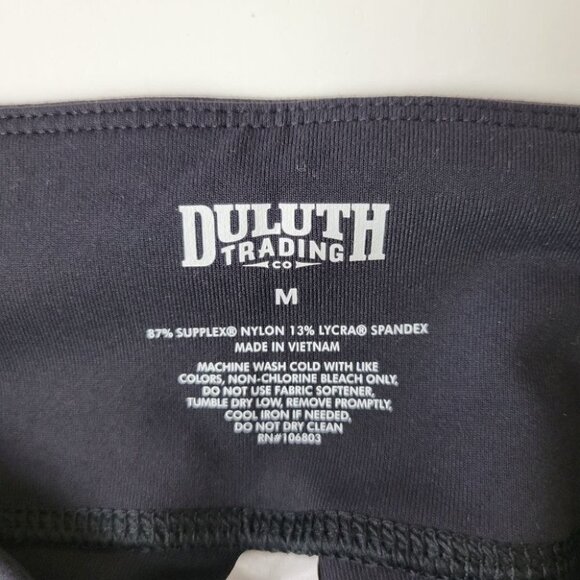 DULUTH
TRADING
CO
M
87% SUPPLEX® NYLON 13% LYCRA® SPANDEX
MADE IN VIETNAM
MACHINE WASH COLD WITH LIKE
COLORS, NON-CHLORINE BLEACH ONLY,
DO NOT USE FABRIC SOFTENER,
TUMBLE DRY LOW, REMOVE PROMPTLY,
COOL IRON IF NEEDED,
DO NOT DRY CLEAN
RN#106803